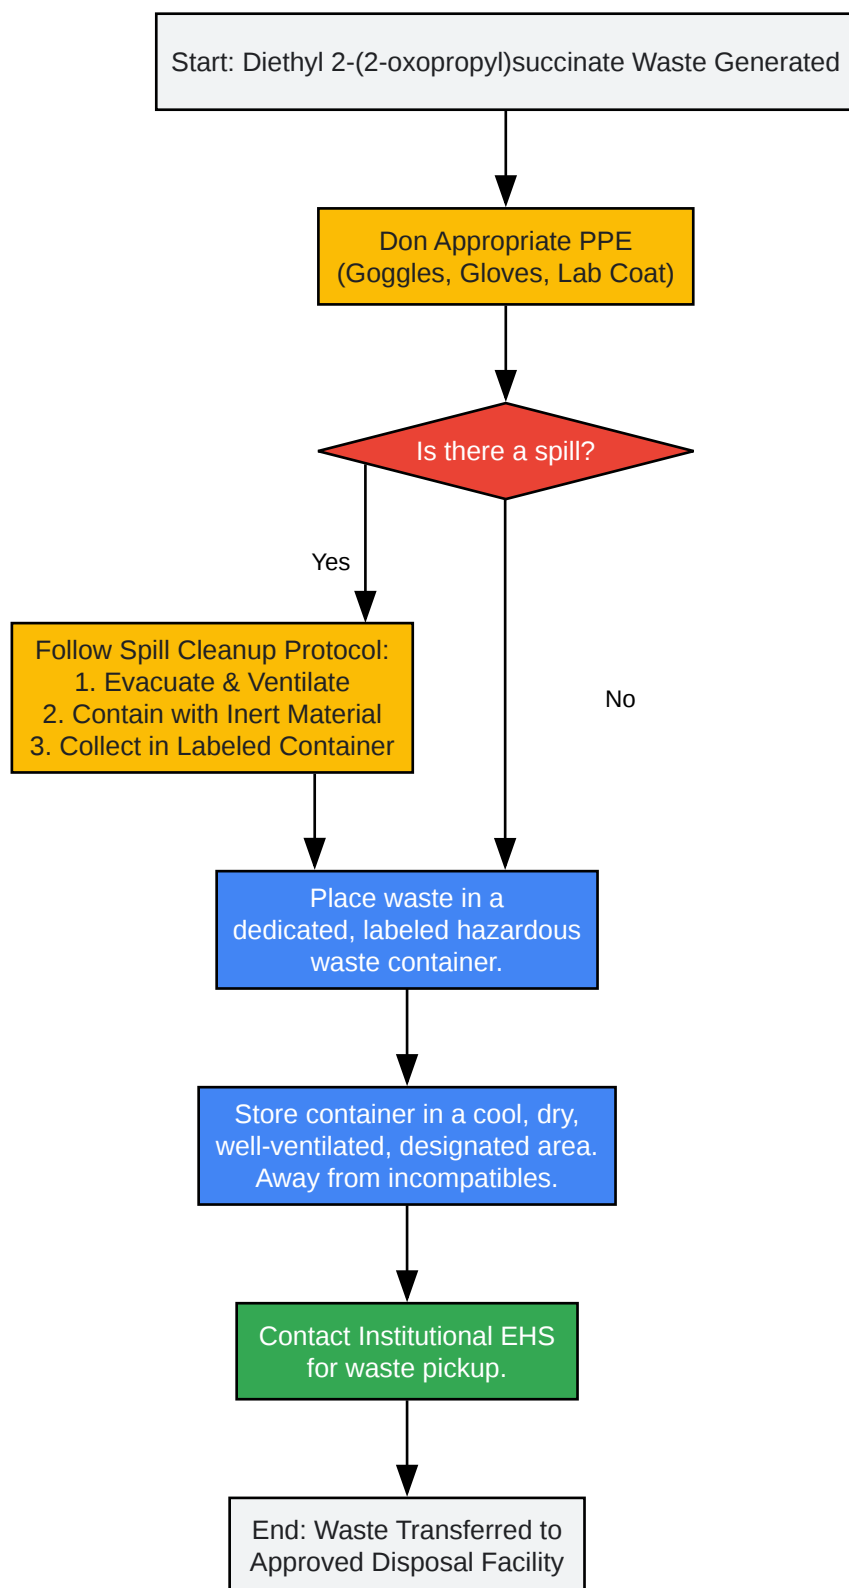 Start: Diethyl 2-(2-oxopropyl)succinate Waste Generated
Don Appropriate PPE
(Goggles, Gloves, Lab Coat)
Is there a spill?
Yes
Follow Spill Cleanup Protocol:
1. Evacuate & Ventilate
2. Contain with Inert Material
3. Collect in Labeled Container
No
Place waste in a
dedicated, labeled hazardous
waste container.
Store container in a cool, dry,
well-ventilated, designated area.
Away from incompatibles.
Contact Institutional EHS
for waste pickup.
End: Waste Transferred to
Approved Disposal Facility